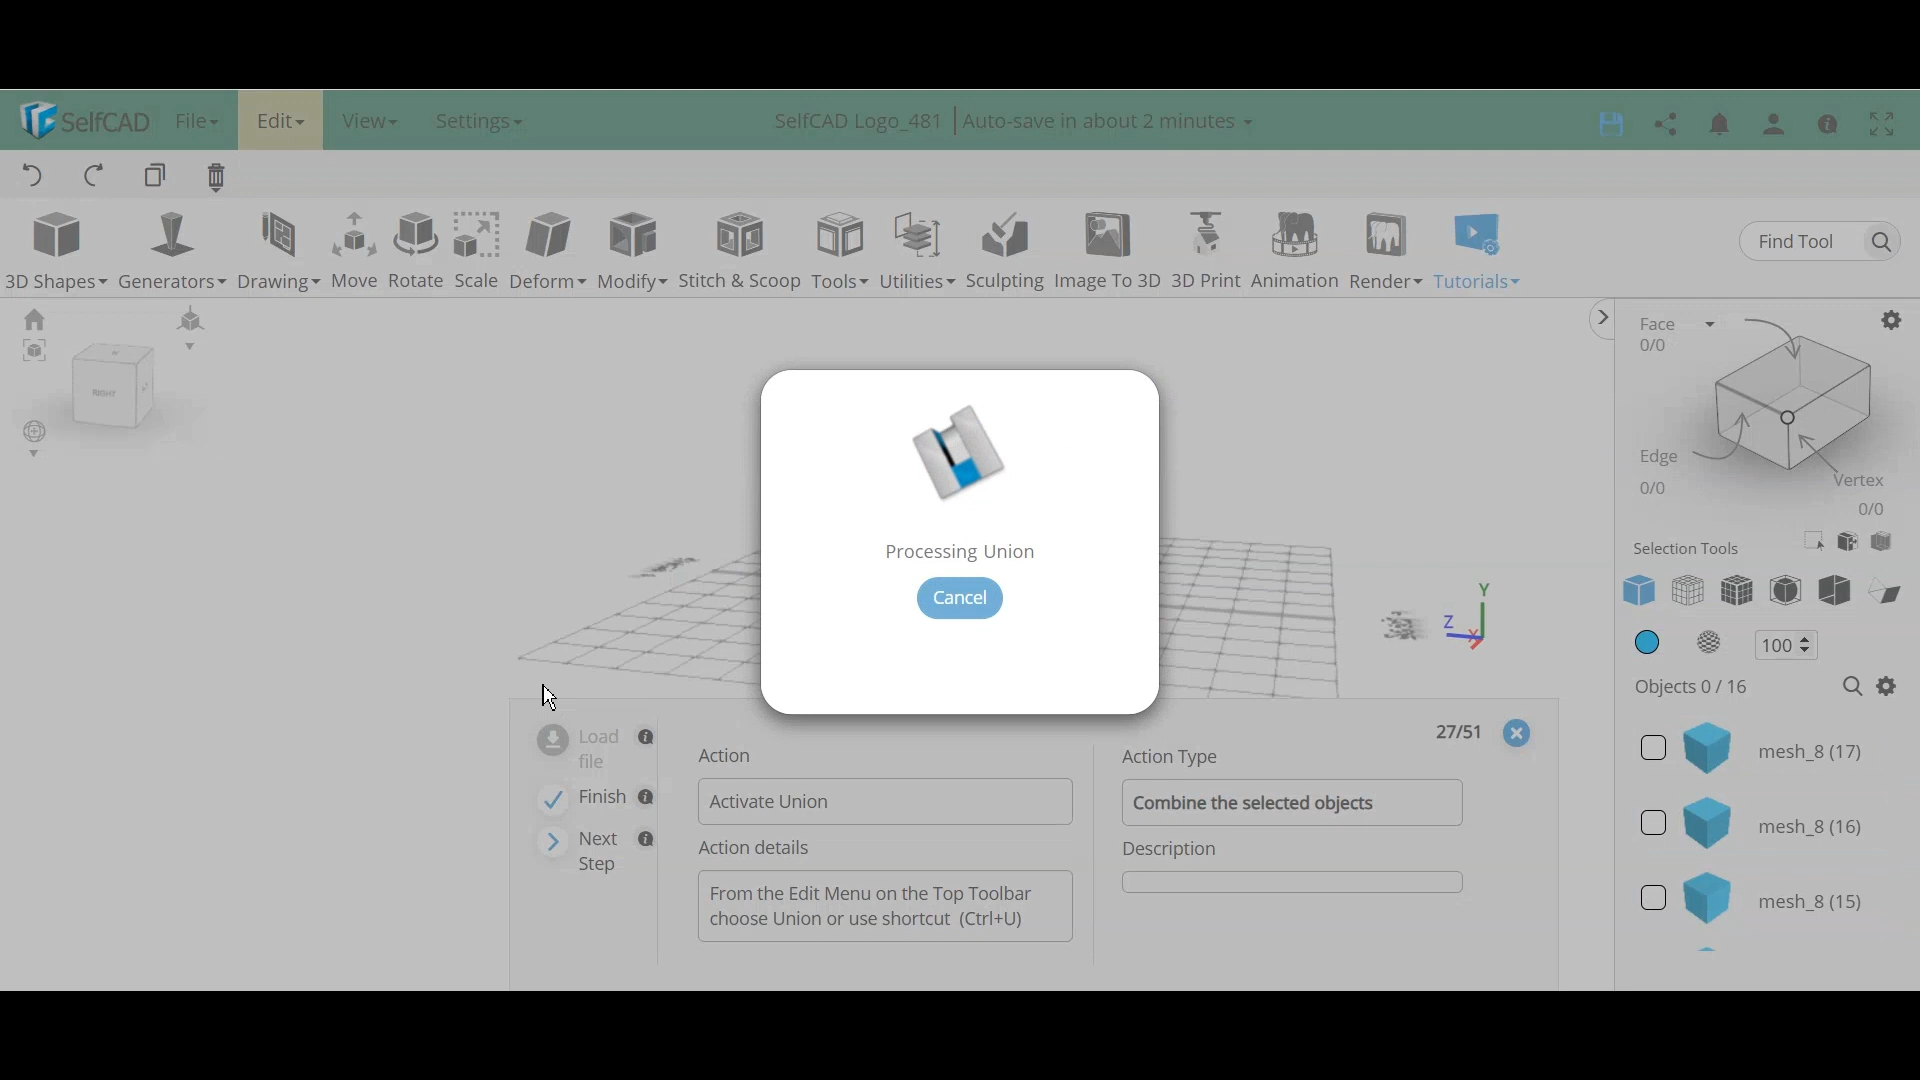 SelfCAD File Edit View Settings SelfCAD Logo_481 Auto-save in about 2 minutes
3D Shapes Generators Drawing Move Rotate Scale Deform Modify Stitch & Scoop Tools Utilities Sculpting Image To 3D 3D Print Animation Render Tutorials
Find Tool
RIGHT
Face
0/0
Edge
0/0
Vertex
0/0
Selection Tools
100
Objects 0 / 16
mesh_8 (17)
mesh_8 (16)
mesh_8 (15)
Processing Union
Cancel
Y
Z
X
27/51
Load
file
Finish
Next
Step
Action
Activate Union
Action details
From the Edit Menu on the Top Toolbar
choose Union or use shortcut (Ctrl+U)
Action Type
Combine the selected objects
Description